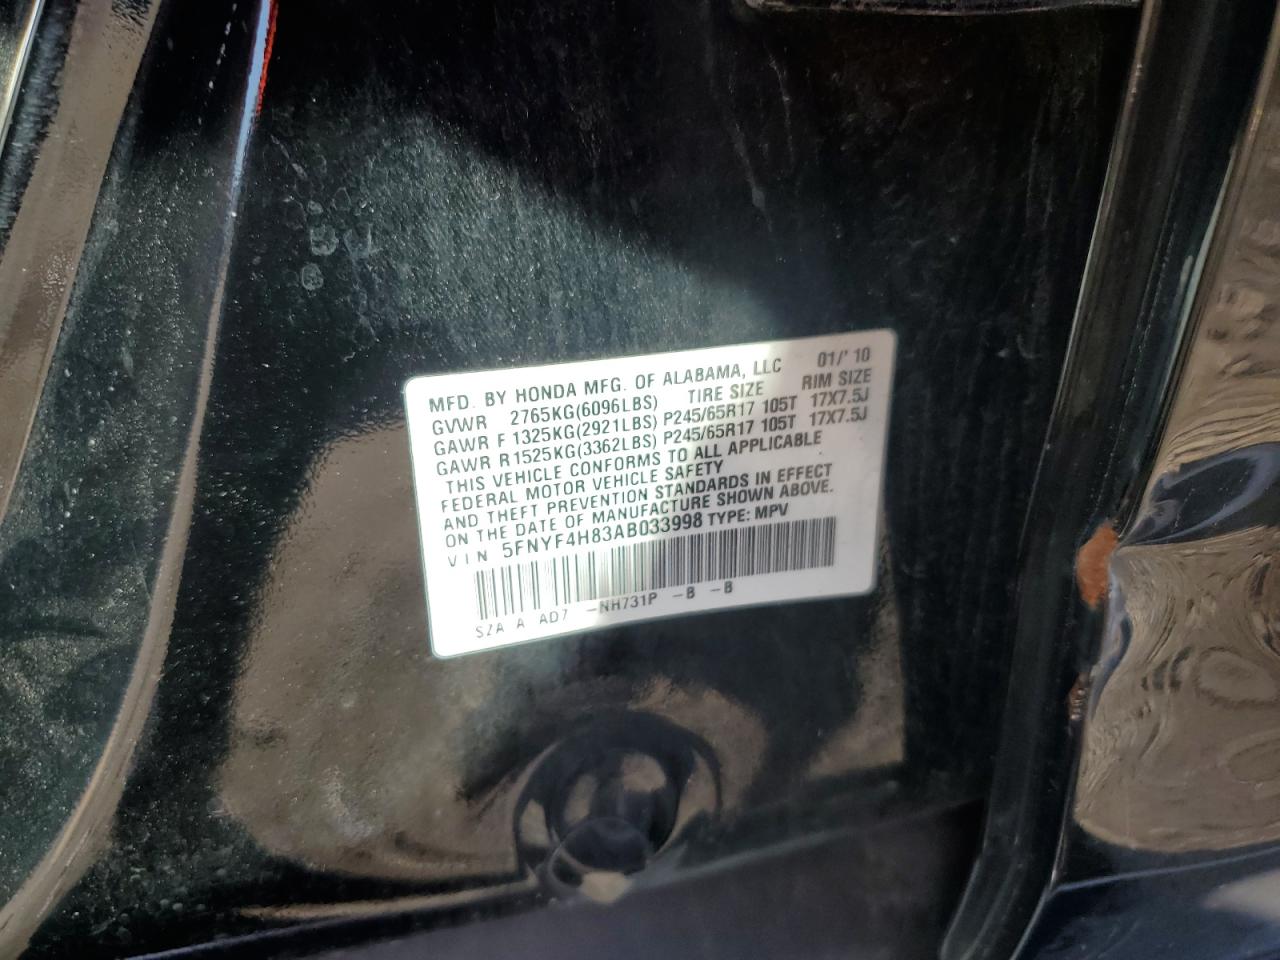 MFD. BY HONDA MFG. OF ALABAMA, LLC 01/'10
GVWR 2765KG(6096LBS) TIRE SIZE RIM SIZE
GAWR F 1325KG(2921LBS) P245/65R17 105T 17X7.5J
GAWR R 1525KG(3362LBS) P245/65R17 105T 17X7.5J
THIS VEHICLE CONFORMS TO ALL APPLICABLE
FEDERAL MOTOR VEHICLE SAFETY
AND THEFT PREVENTION STANDARDS IN EFFECT
ON THE DATE OF MANUFACTURE SHOWN ABOVE.
VIN 5FNYF4H83AB033998 TYPE: MPV
SZA A AD7 -NH731P -B -B